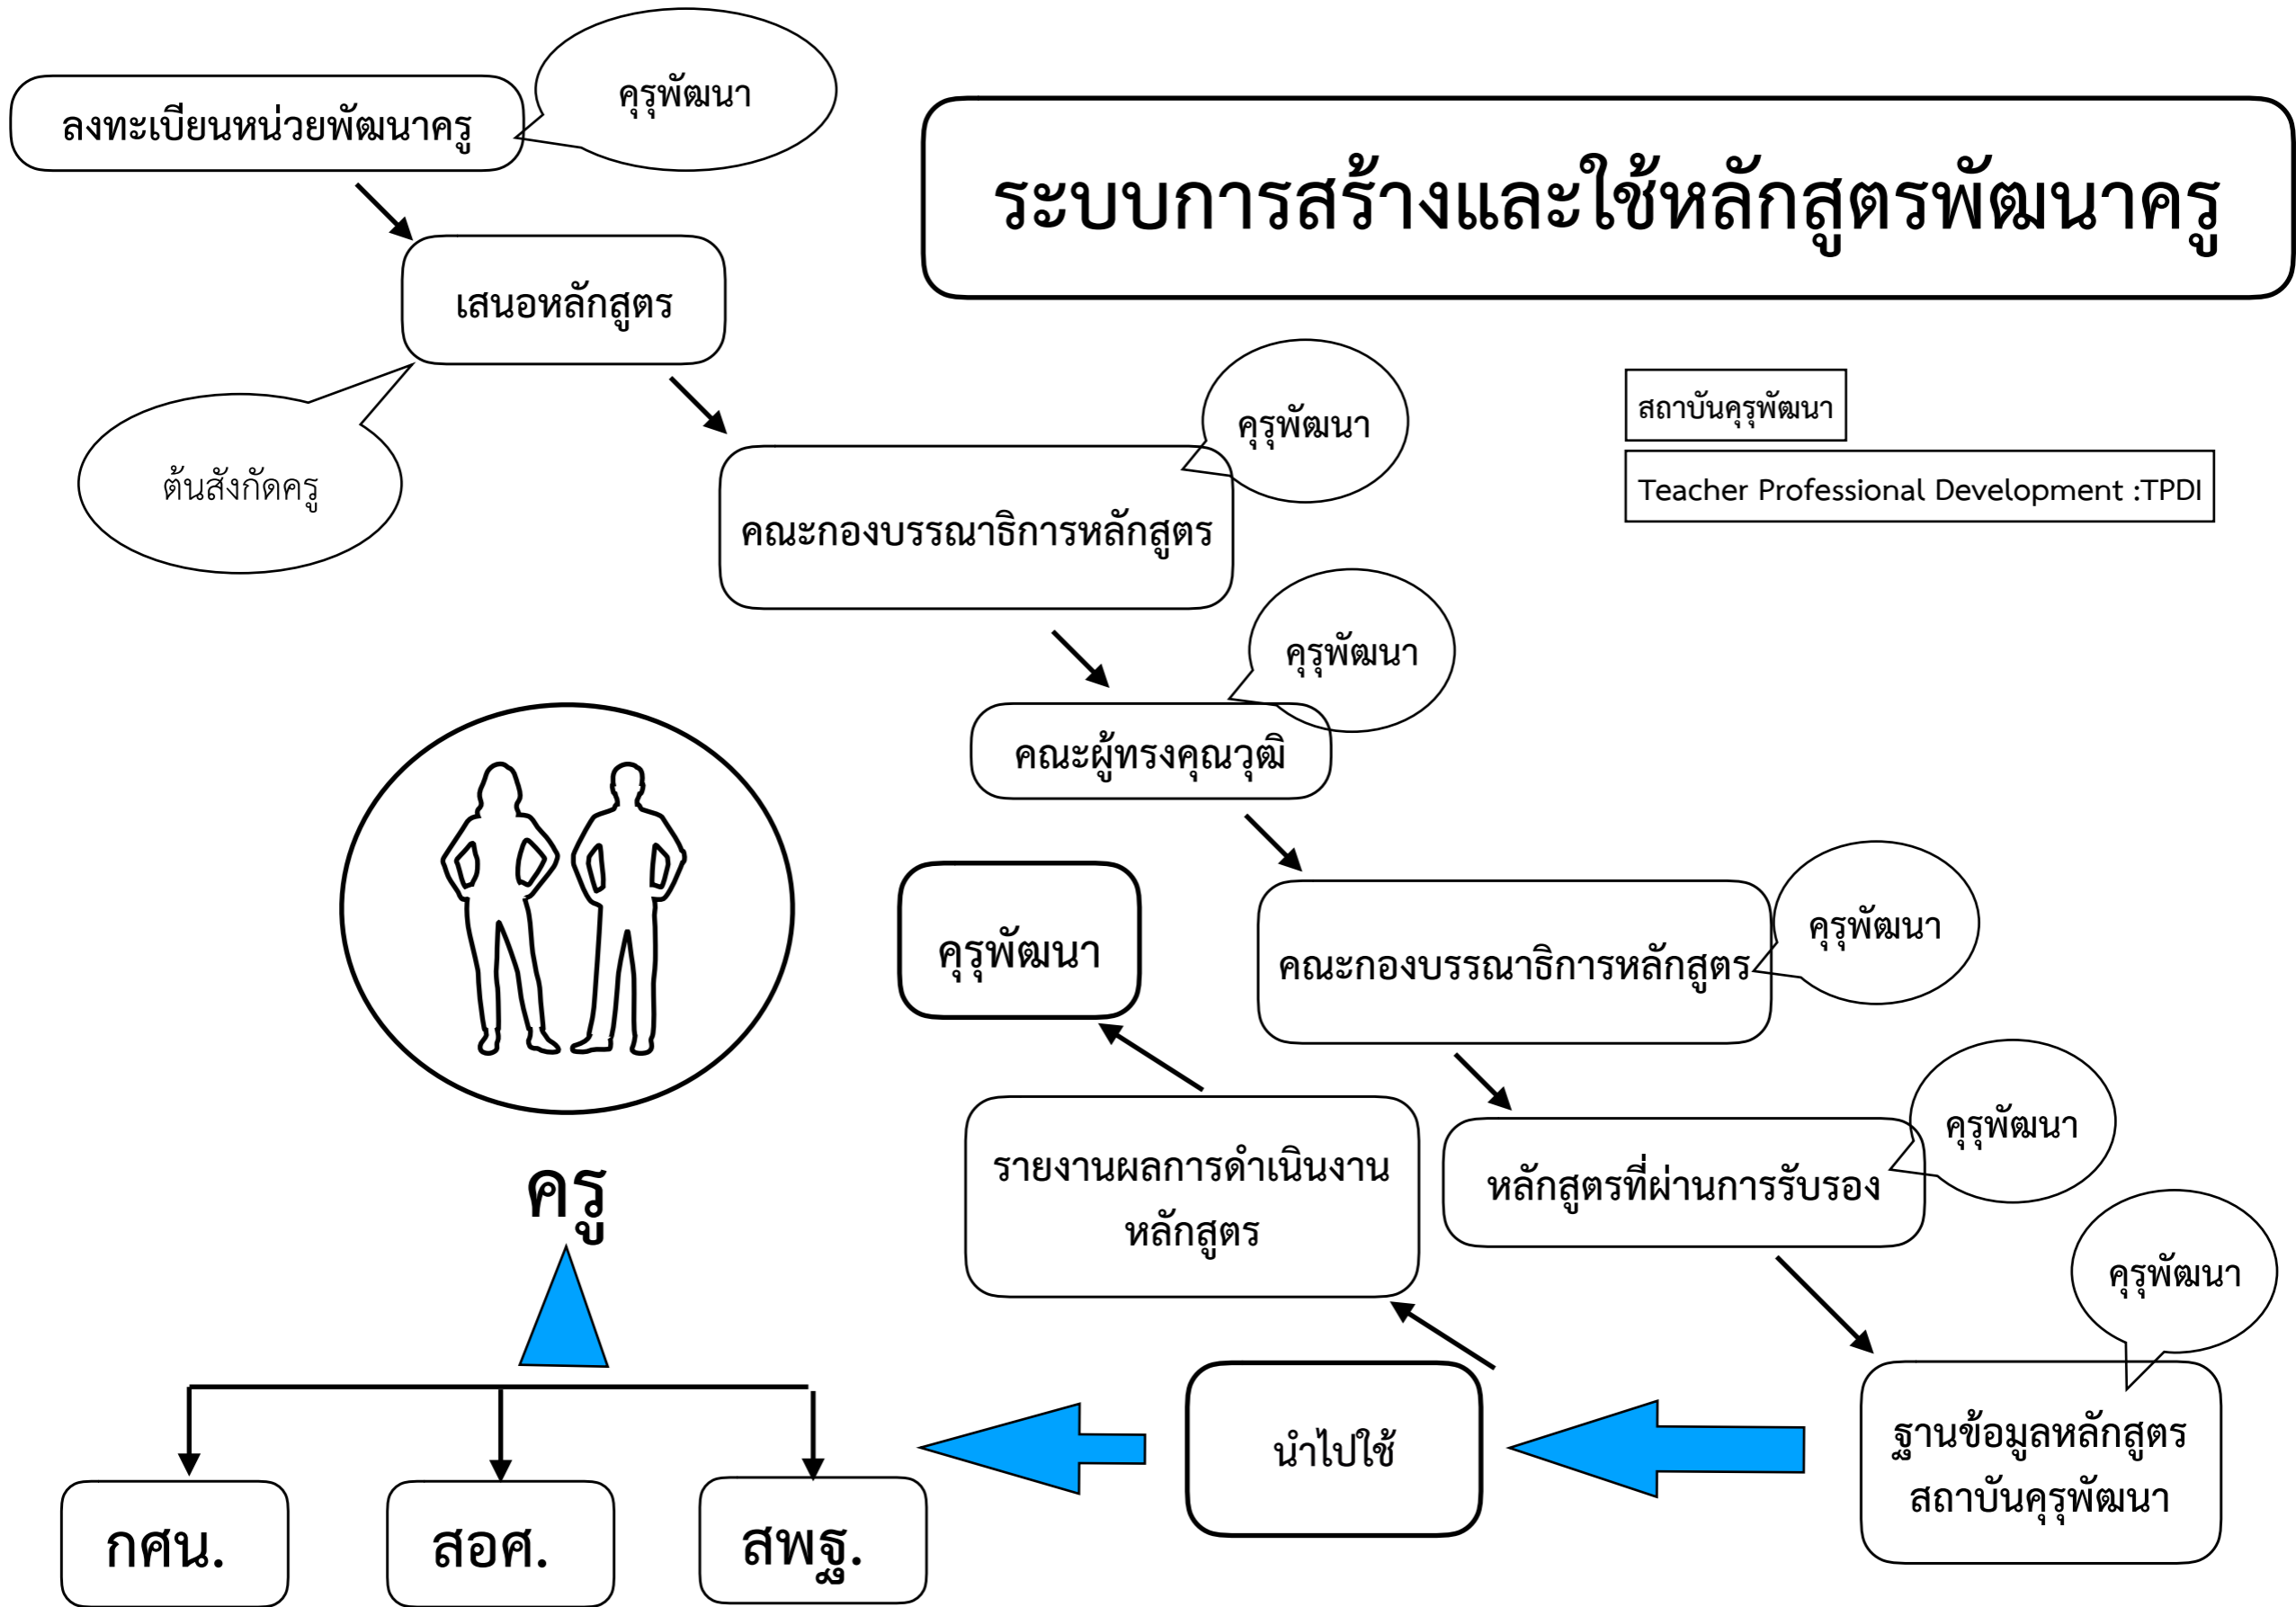 คุรุพัฒนา
ลงทะเบียนหน่วยพัฒนาครู
ระบบการสร้างและใช้หลักสูตรพัฒนาครู
เสนอหลักสูตร
ต้นสังกัดครู
คุรุพัฒนา
สถาบันคุรุพัฒนา
Teacher Professional Development :TPDI
คณะกองบรรณาธิการหลักสูตร
คุรุพัฒนา
คณะผู้ทรงคุณวุฒิ
คุรุพัฒนา
คุรุพัฒนา
คณะกองบรรณาธิการหลักสูตร
คุรุพัฒนา
รายงานผลการดำเนินงาน
หลักสูตร
หลักสูตรที่ผ่านการรับรอง
ครู
คุรุพัฒนา
ฐานข้อมูลหลักสูตร
สถาบันคุรุพัฒนา
นำไปใช้
กศน.
สอศ.
สพฐ.